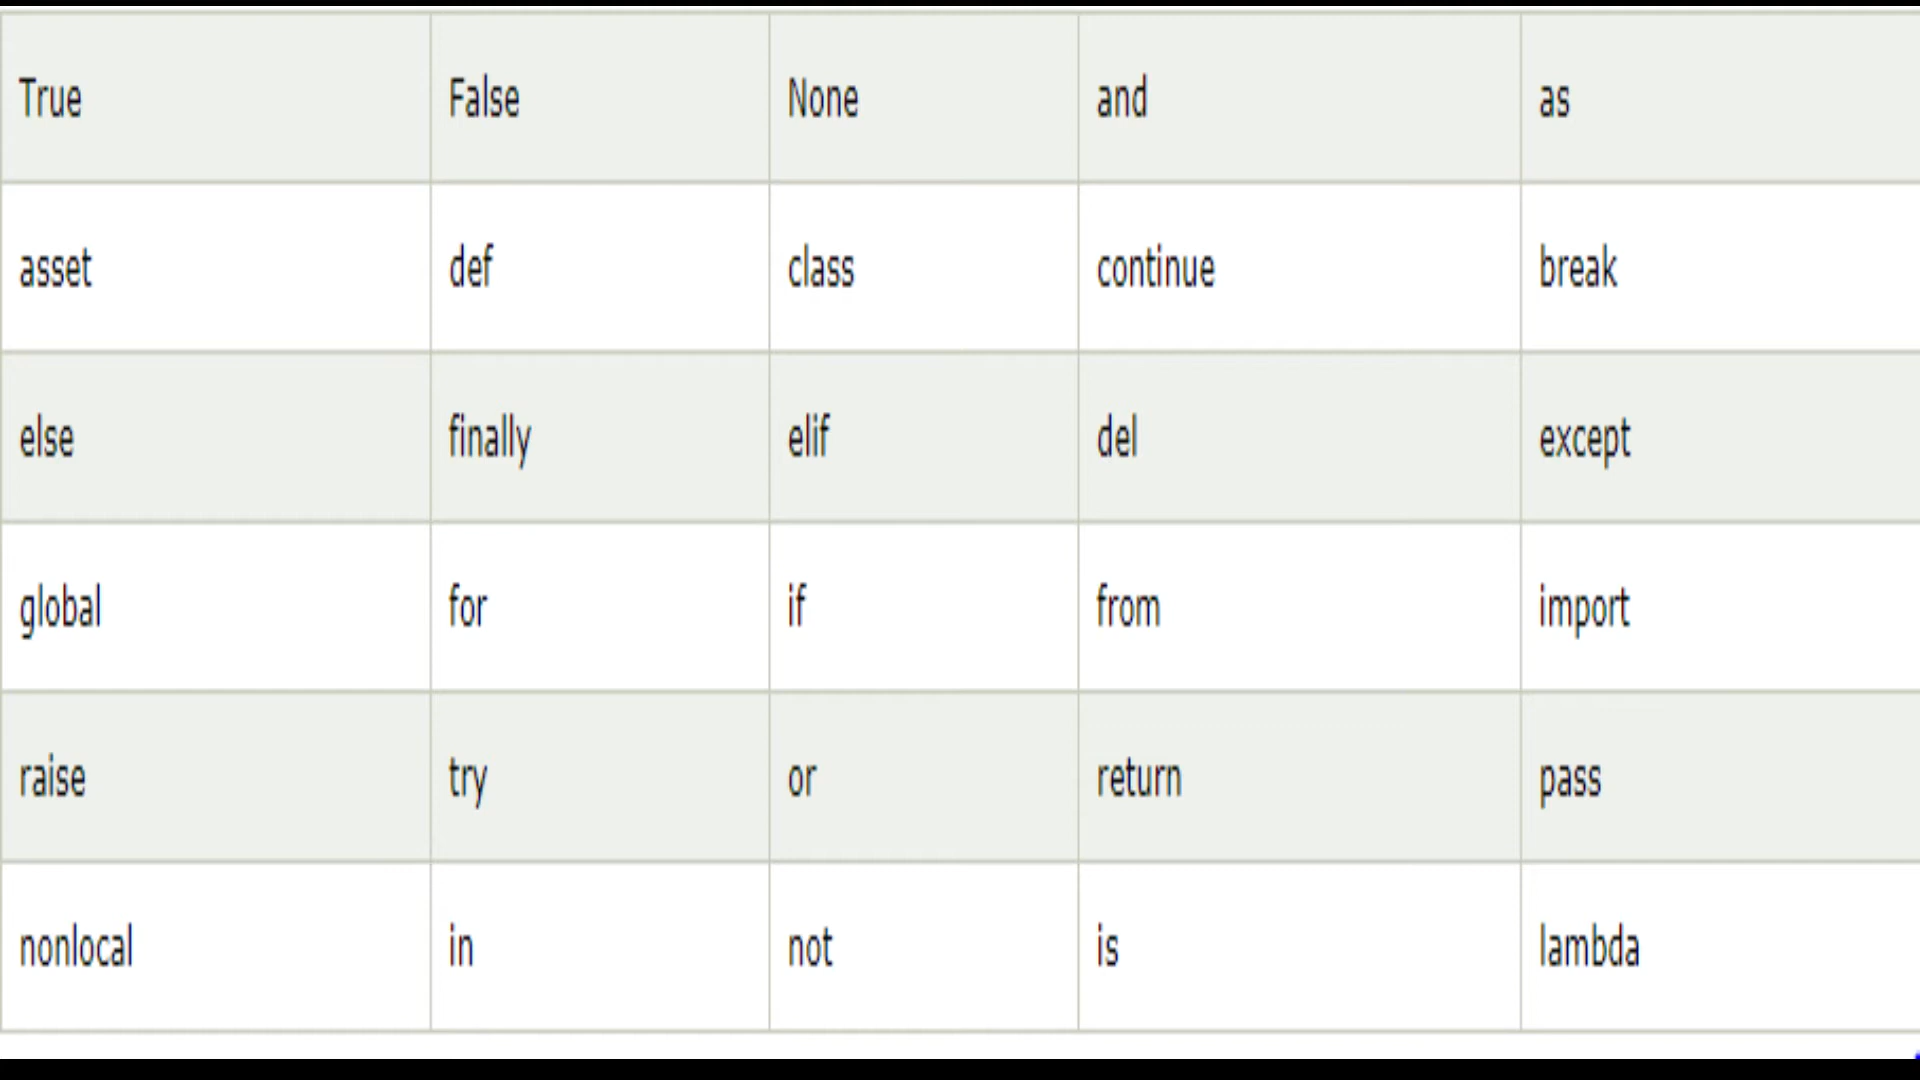 True False None and as
asset def class continue break
else finally elif del except
global for if from import
raise try or return pass
nonlocal in not is lambda